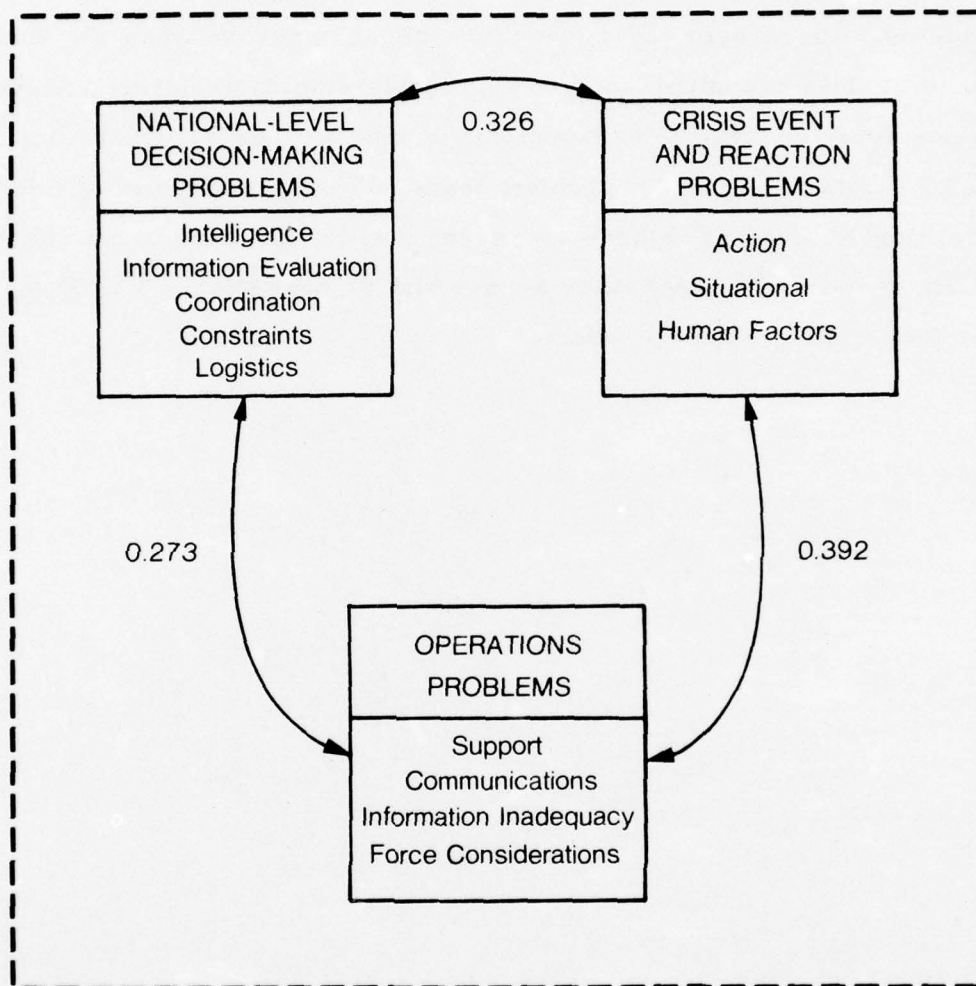 0.326
NATIONAL-LEVEL
DECISION-MAKING
PROBLEMS
Intelligence
Information Evaluation
Coordination
Constraints
Logistics
CRISIS EVENT
AND REACTION
PROBLEMS
Action
Situational
Human Factors
0.273
0.392
OPERATIONS
PROBLEMS
Support
Communications
Information Inadequacy
Force Considerations